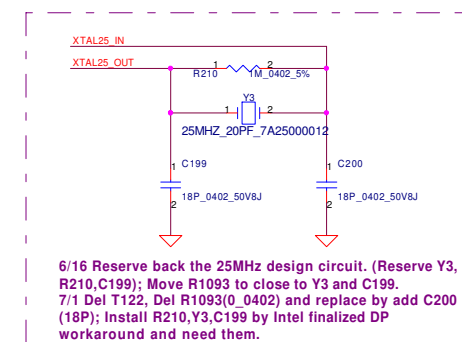 XTAL25_IN
XTAL25_OUT
R210 1 2 1M_0402_5%
Y3
1 2
25MHZ_20PF_7A25000012
1 C199 1 C200
18P_0402_50V8J 18P_0402_50V8J
2 2
6/16 Reserve back the 25MHz design circuit. (Reserve Y3,
R210,C199); Move R1093 to close to Y3 and C199.
7/1 Del T122, Del R1093(0_0402) and replace by add C200
(18P); Install R210,Y3,C199 by Intel finalized DP
workaround and need them.